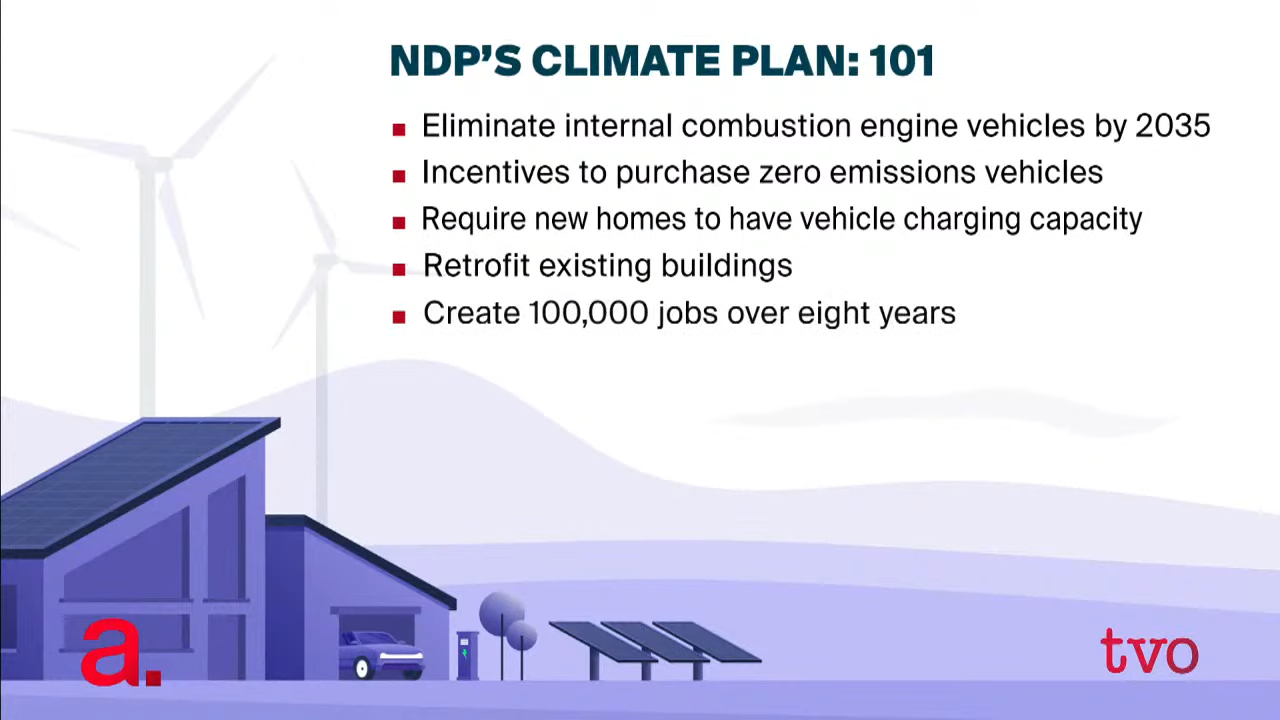 NDP'S CLIMATE PLAN: 101
Eliminate internal combustion engine vehicles by 2035
Incentives to purchase zero emissions vehicles
Require new homes to have vehicle charging capacity
Retrofit existing buildings
Create 100,000 jobs over eight years
a.
tvo